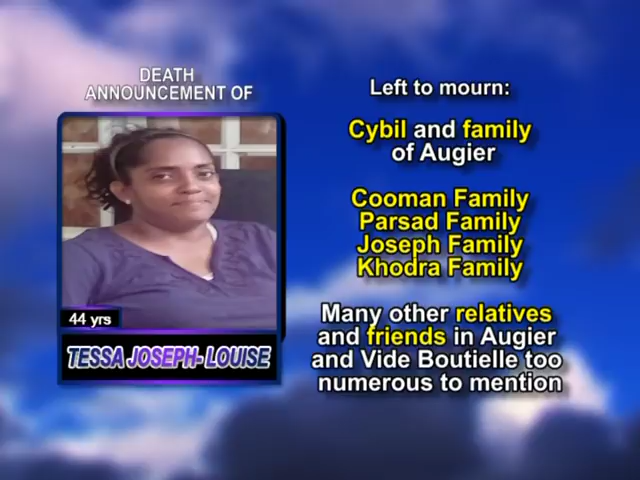 DEATH
ANNOUNCEMENT OF
44 yrs
TESSA JOSEPH- LOUISE
Left to mourn:
Cybil and family
of Augier
Cooman Family
Parsad Family
Joseph Family
Khodra Family
Many other relatives
and friends in Augier
and Vide Boutielle too
numerous to mention